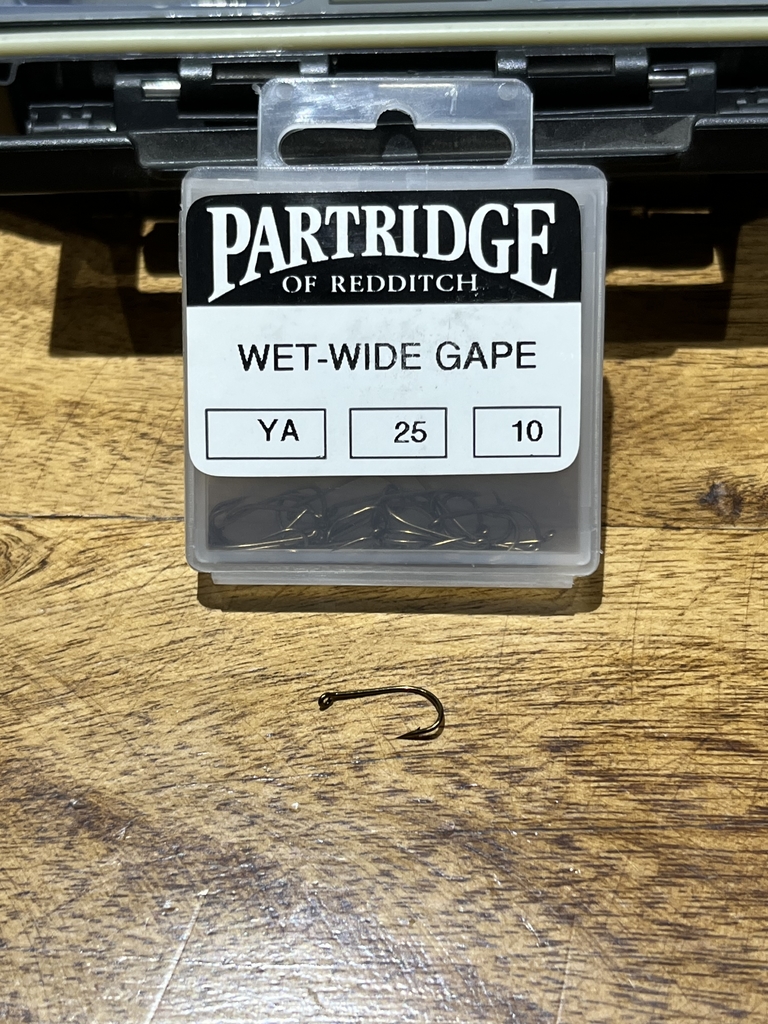 PARTRIDGE
OF REDDITCH
WET-WIDE GAPE
YA 25 10